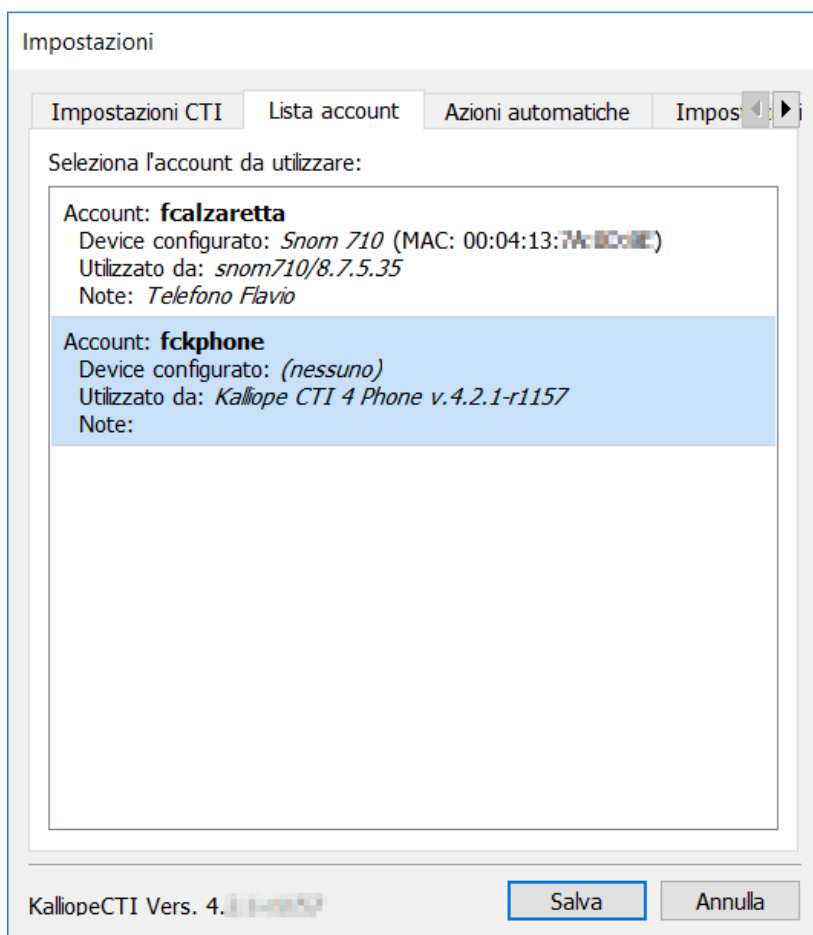 Impostazioni
Impostazioni CTI Lista account Azioni automatiche Impos
Seleziona l'account da utilizzare:
Account: fcalzaretta
Device configurato: Snom 710 (MAC: 00:04:13: )
Utilizzato da: snom710/8.7.5.35
Note: Telefono Flavio
Account: fckphone
Device configurato: (nessuno)
Utilizzato da: Kalliope CTI 4 Phone v.4.2.1-r1157
Note:
KalliopeCTI Vers. 4.
Salva Annulla